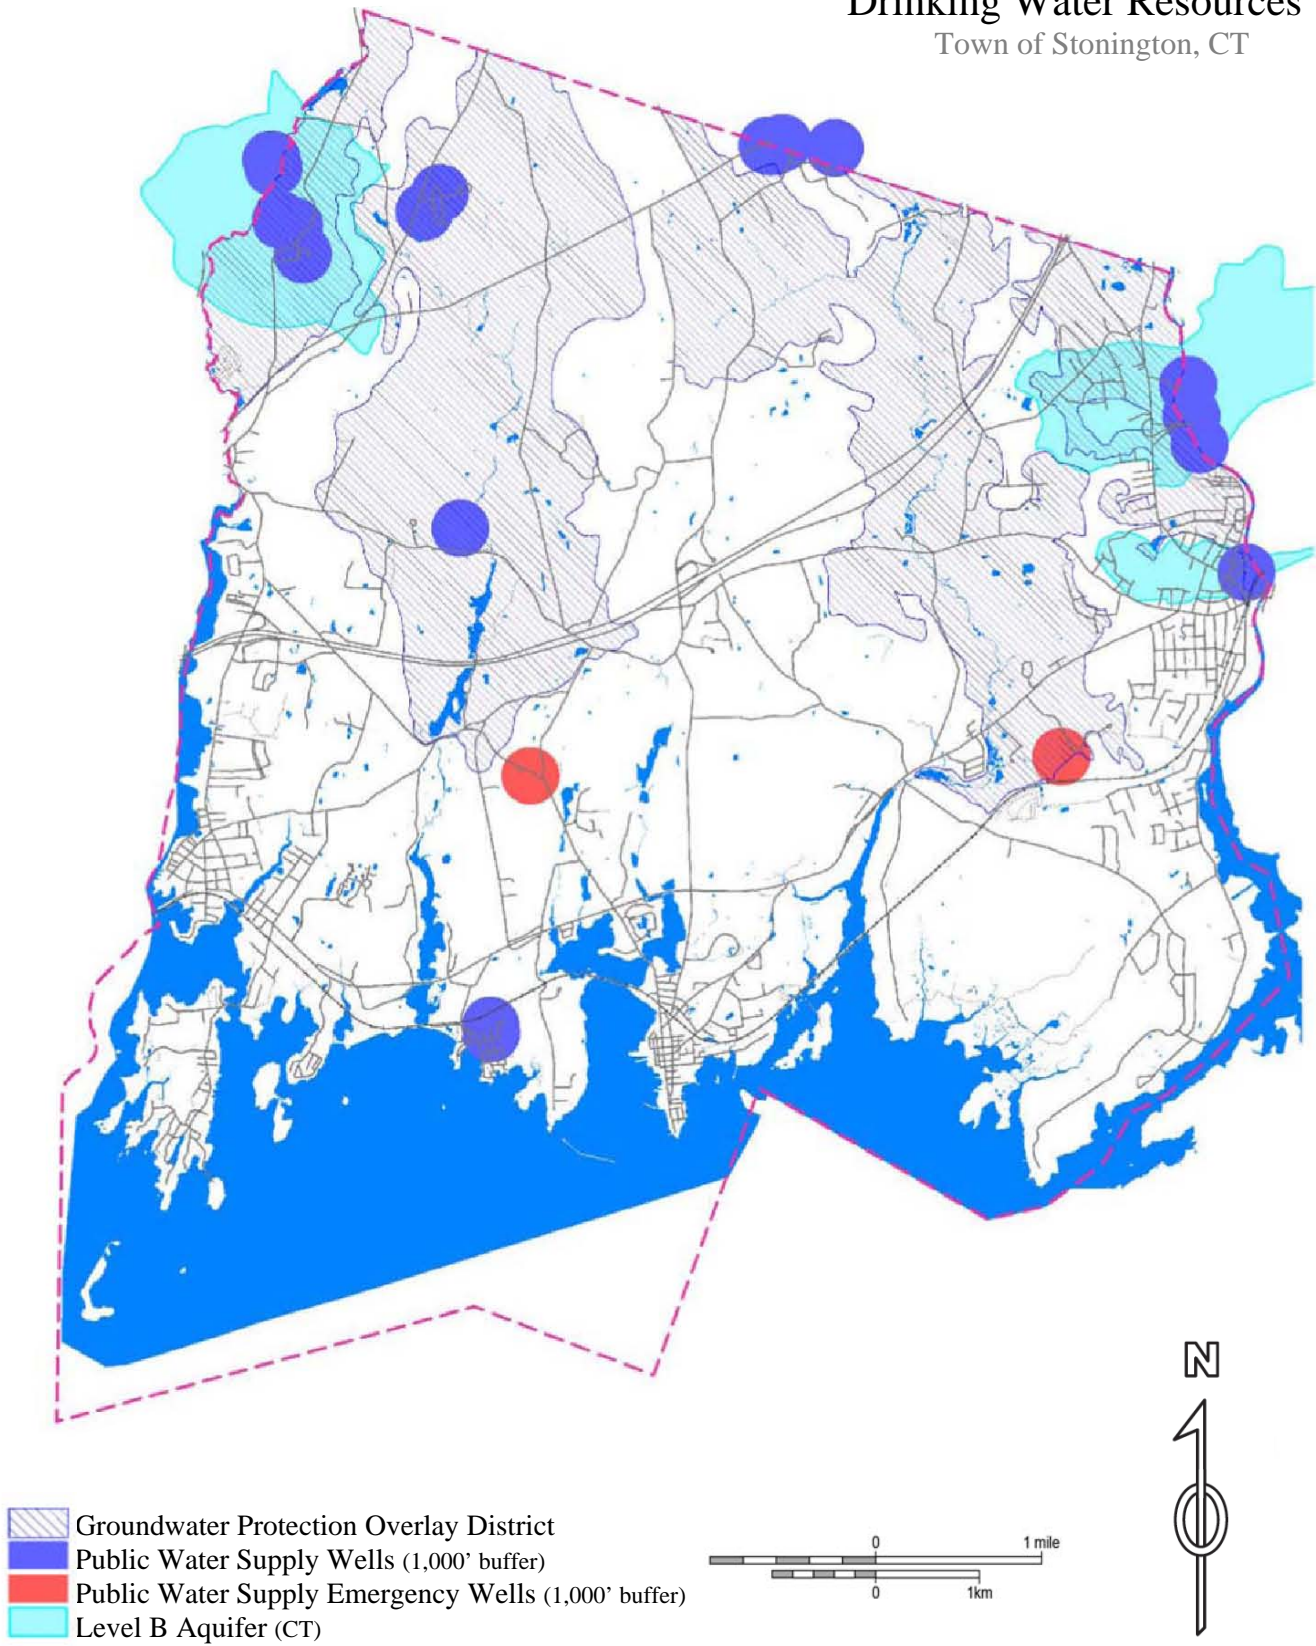 Drinking Water Resources
Town of Stonington, CT
N
Groundwater Protection Overlay District
Public Water Supply Wells (1,000' buffer)
Public Water Supply Emergency Wells (1,000' buffer)
Level B Aquifer (CT)
0 1 mile
0 1km